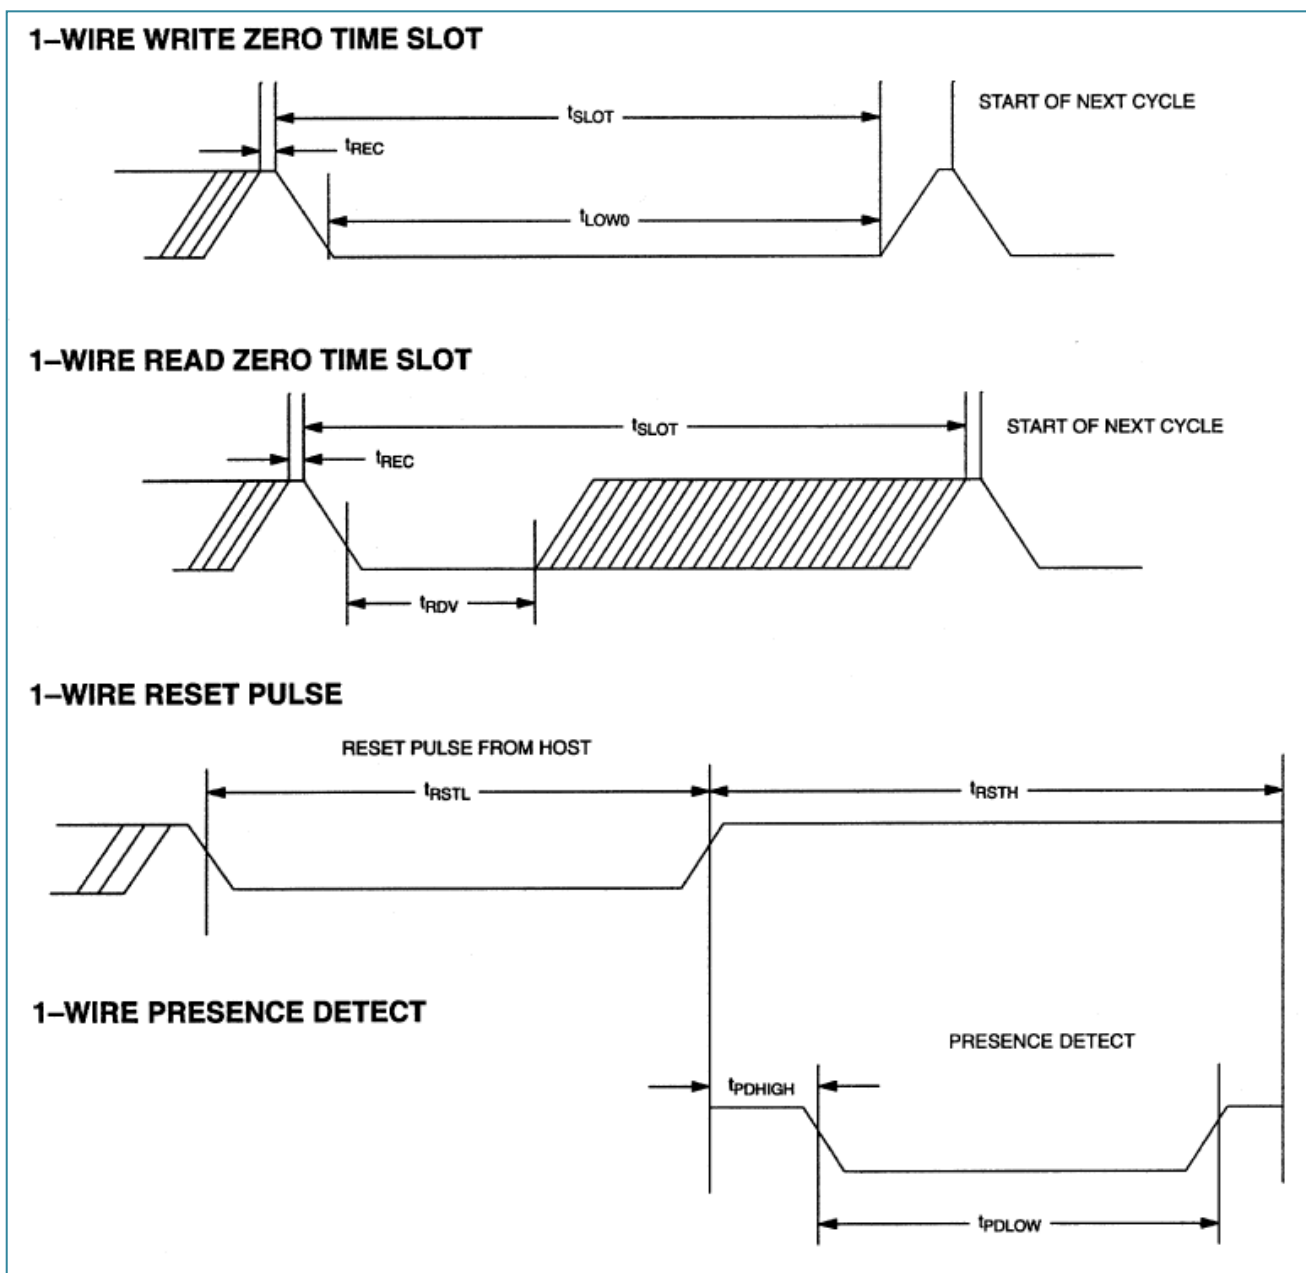 1–WIRE WRITE ZERO TIME SLOT
START OF NEXT CYCLE
tSLOT
tREC
tLOW0
1–WIRE READ ZERO TIME SLOT
tSLOT
START OF NEXT CYCLE
tREC
tRDV
1–WIRE RESET PULSE
RESET PULSE FROM HOST
tRSTL
tRSTH
1–WIRE PRESENCE DETECT
PRESENCE DETECT
tPDHIGH
tPDLOW